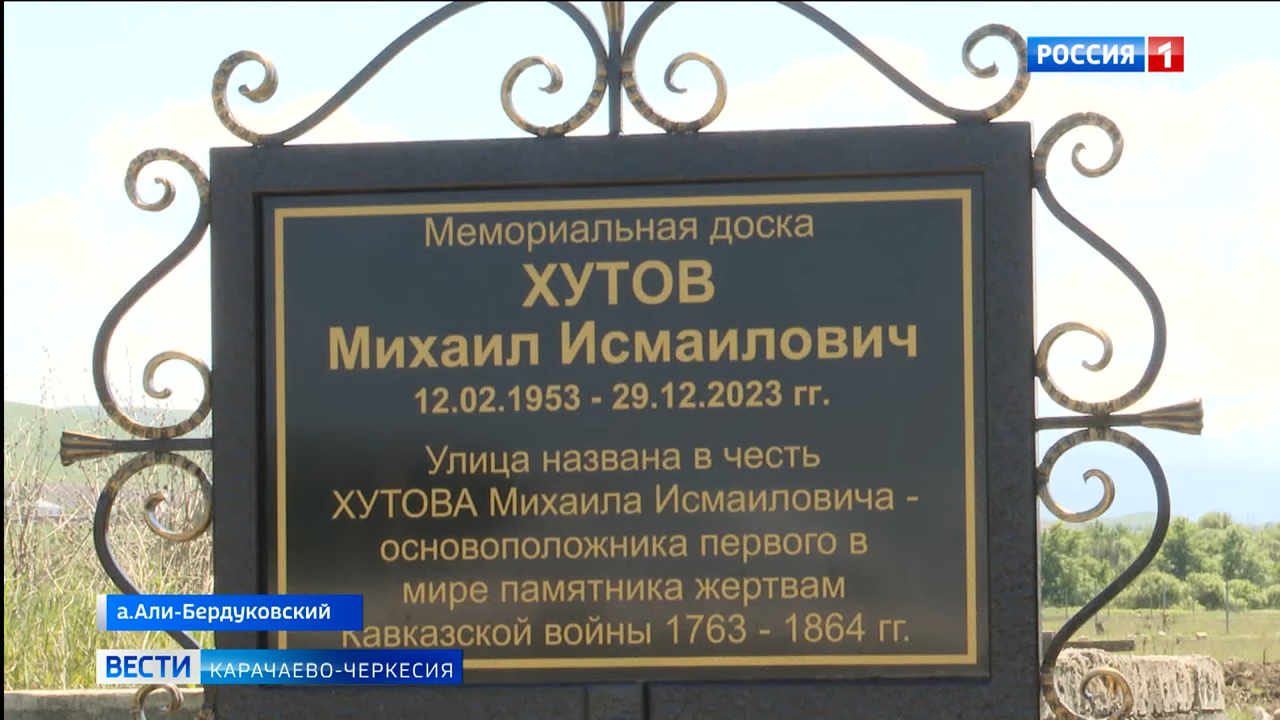 РОССИЯ 1
Мемориальная доска
ХУТОВ
Михаил Исмаилович
12.02.1953 - 29.12.2023 гг.
Улица названа в честь
ХУТОВА Михаила Исмаиловича -
основоположника первого в
мире памятника жертвам
Кавказской войны 1763 - 1864 гг.
а.Али-Бердуковский
ВЕСТИ КАРАЧАЕВО-ЧЕРКЕСИЯ